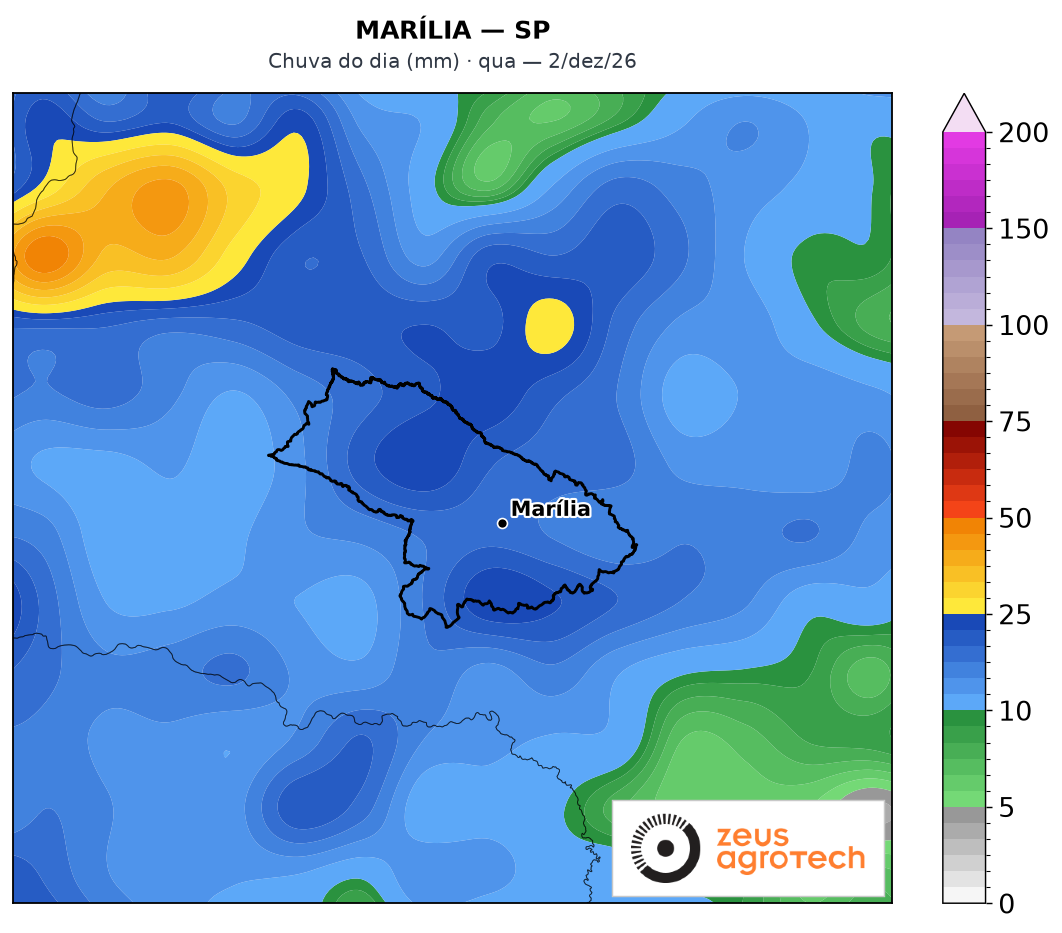 MARÍLIA — SP
Chuva do dia (mm) · qua — 2/dez/26
200
150
100
75
50
25
10
5
0
Marília
zeus
agrotech